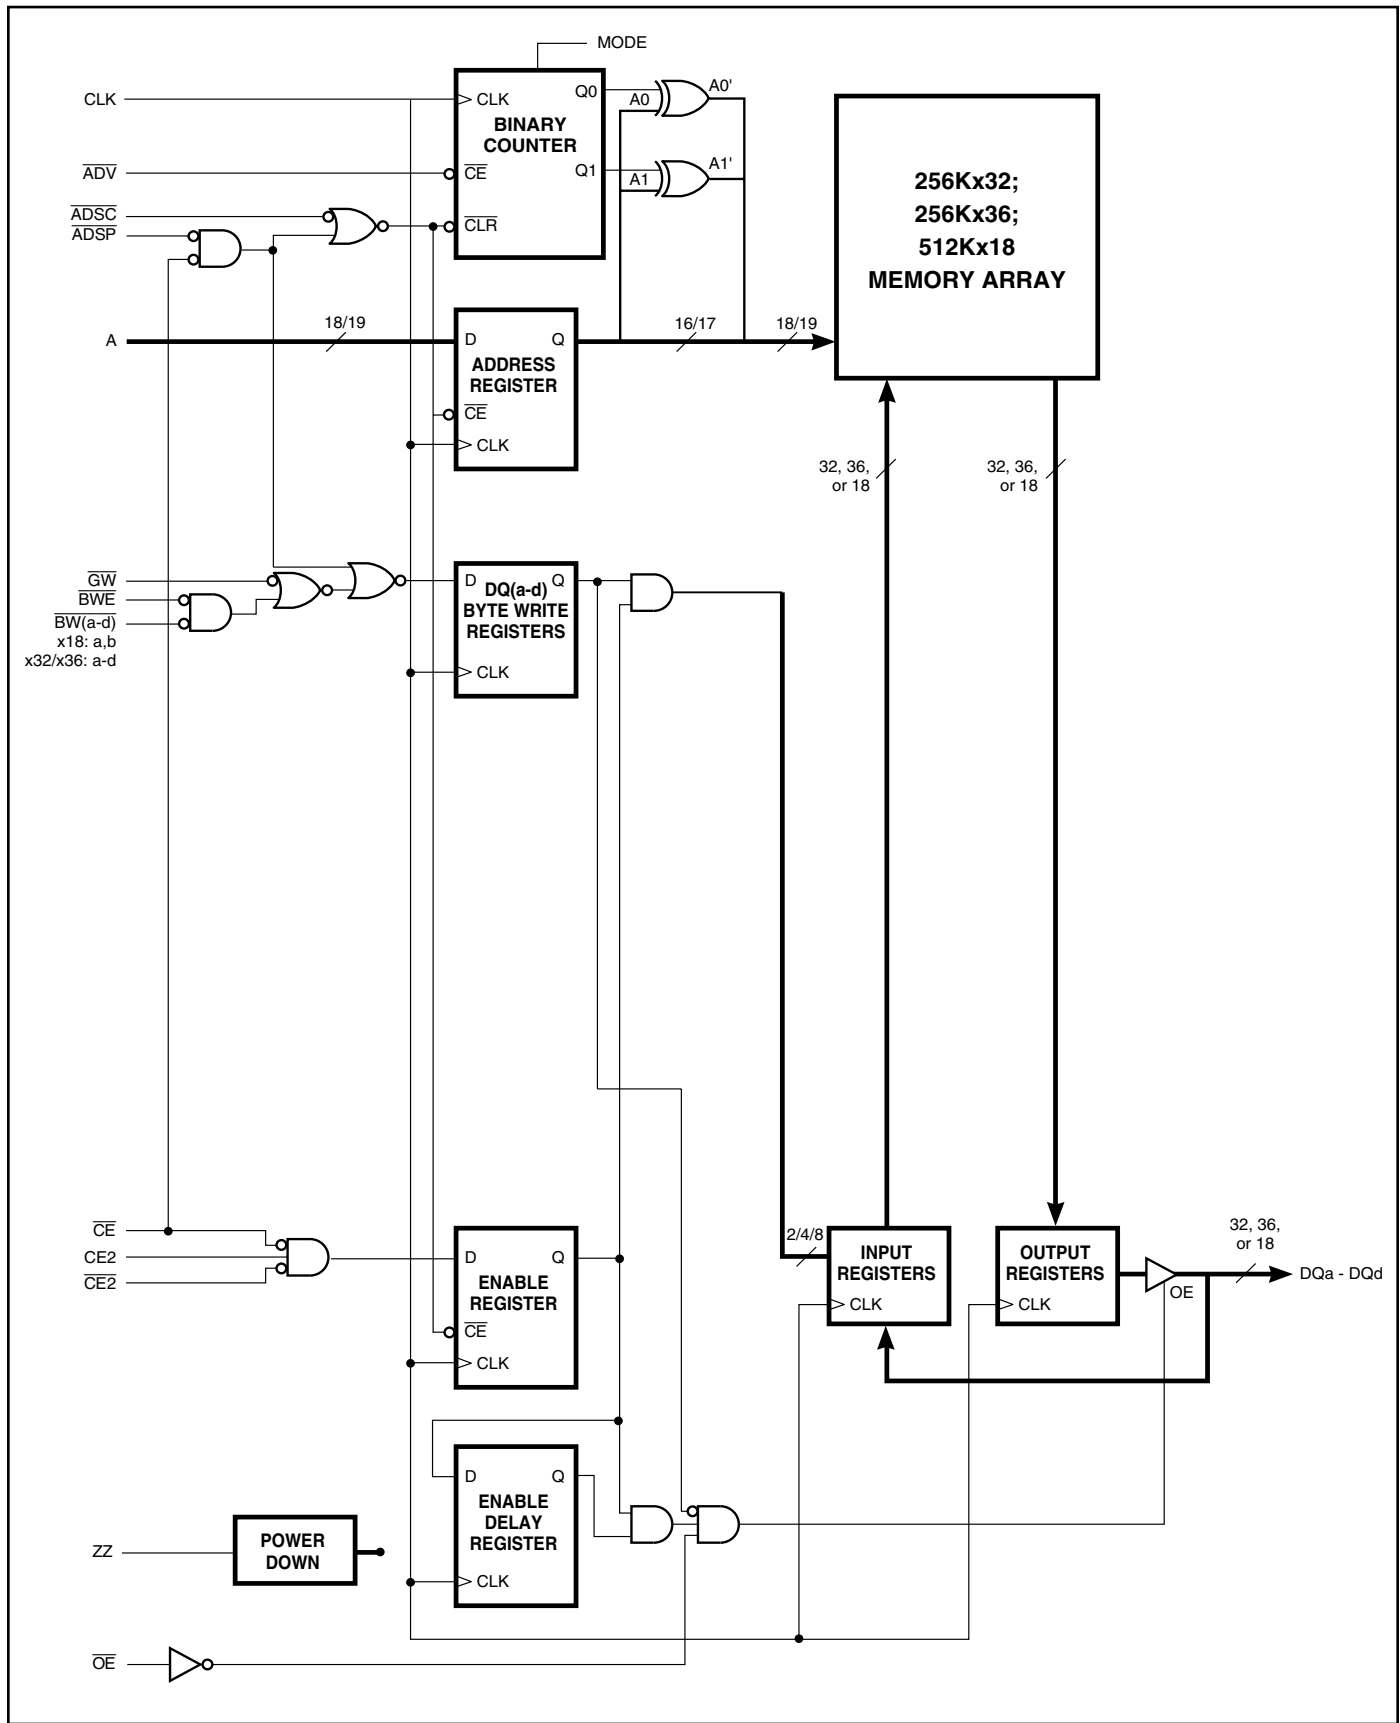 MODE
CLK
CLK
Q0
A0
A0'
BINARY
COUNTER
ADV
CE
Q1
A1
A1'
256Kx32;
256Kx36;
512Kx18
MEMORY ARRAY
ADSC
ADSP
CLR
A
18/19
D
Q
16/17
18/19
ADDRESS
REGISTER
CE
CLK
32, 36,
or 18
32, 36,
or 18
GW
BWE
BW(a-d)
x18: a,b
x32/x36: a-d
D
Q
DQ(a-d)
BYTE WRITE
REGISTERS
CLK
CE
CE2
CE2
D
Q
ENABLE
REGISTER
CE
CLK
2/4/8
INPUT
REGISTERS
CLK
OUTPUT
REGISTERS
CLK
OE
32, 36,
or 18
DQa - DQd
D
Q
ENABLE
DELAY
REGISTER
CLK
ZZ
POWER
DOWN
OE